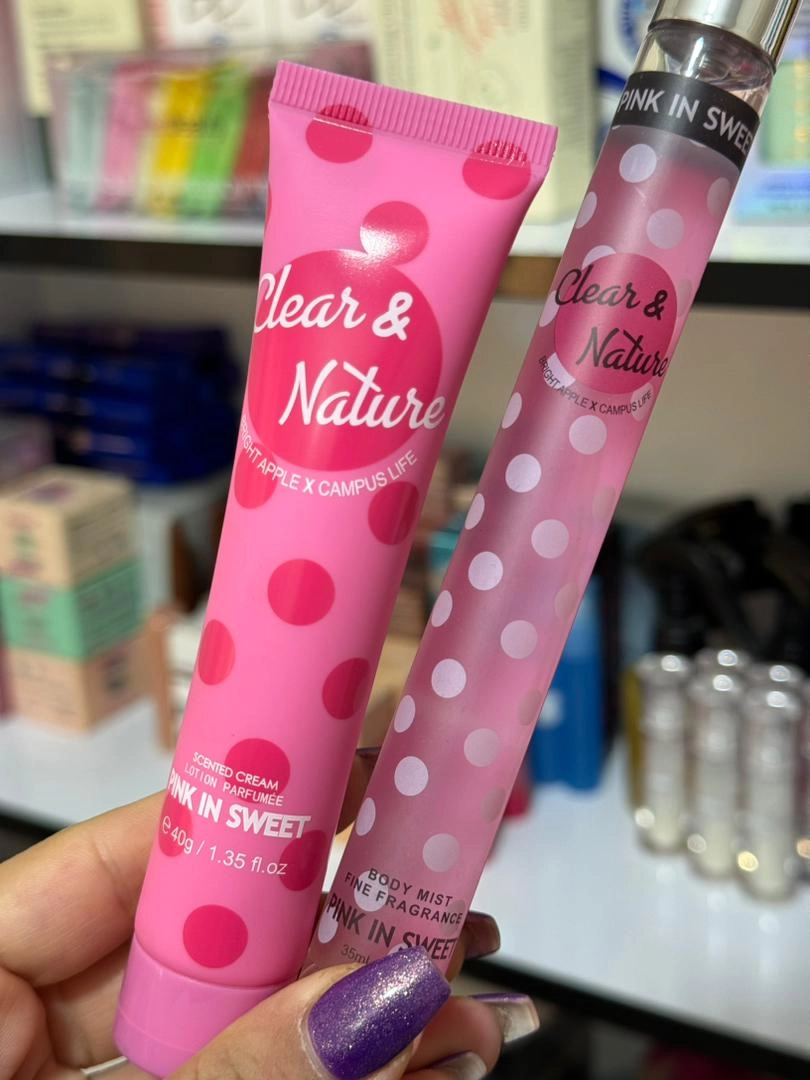 Clear &
Nature
BRIGHT APPLE X CAMPUS LIFE
SCENTED CREAM
LOTION PARFUMÉE
PINK IN SWEET
℮ 40g / 1.35 fl.oz
PINK IN SWEET
Clear &
Nature
BRIGHT APPLE X CAMPUS LIFE
BODY MIST
FINE FRAGRANCE
PINK IN SWEET
35ml